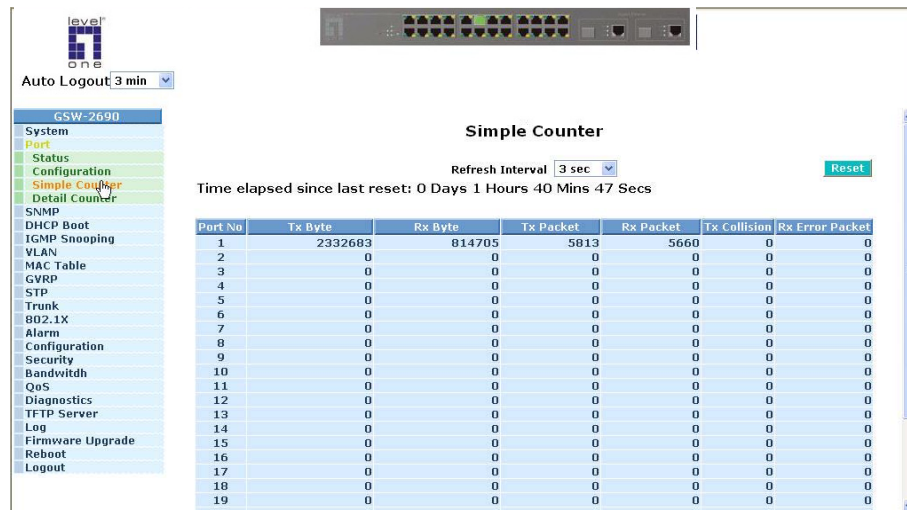 level
one
Auto Logout 3 min
GSW-2690
System
Port
Status
Configuration
Simple Counter
Detail Counter
SNMP
DHCP Boot
IGMP Snooping
VLAN
MAC Table
GVRP
STP
Trunk
802.1X
Alarm
Configuration
Security
Bandwitdh
QoS
Diagnostics
TFTP Server
Log
Firmware Upgrade
Reboot
Logout
Simple Counter
Refresh Interval 3 sec
Reset
Time elapsed since last reset: 0 Days 1 Hours 40 Mins 47 Secs
Port No Tx Byte Rx Byte Tx Packet Rx Packet Tx Collision Rx Error Packet
1 2332683 814705 5813 5660 0 0
2 0 0 0 0 0 0
3 0 0 0 0 0 0
4 0 0 0 0 0 0
5 0 0 0 0 0 0
6 0 0 0 0 0 0
7 0 0 0 0 0 0
8 0 0 0 0 0 0
9 0 0 0 0 0 0
10 0 0 0 0 0 0
11 0 0 0 0 0 0
12 0 0 0 0 0 0
13 0 0 0 0 0 0
14 0 0 0 0 0 0
15 0 0 0 0 0 0
16 0 0 0 0 0 0
17 0 0 0 0 0 0
18 0 0 0 0 0 0
19 0 0 0 0 0 0